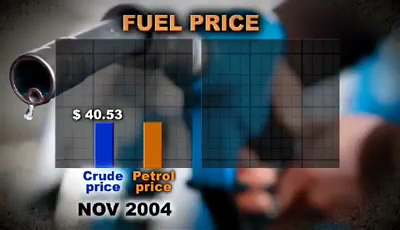 FUEL PRICE
$ 40.53
Crude price
Petrol price
NOV 2004